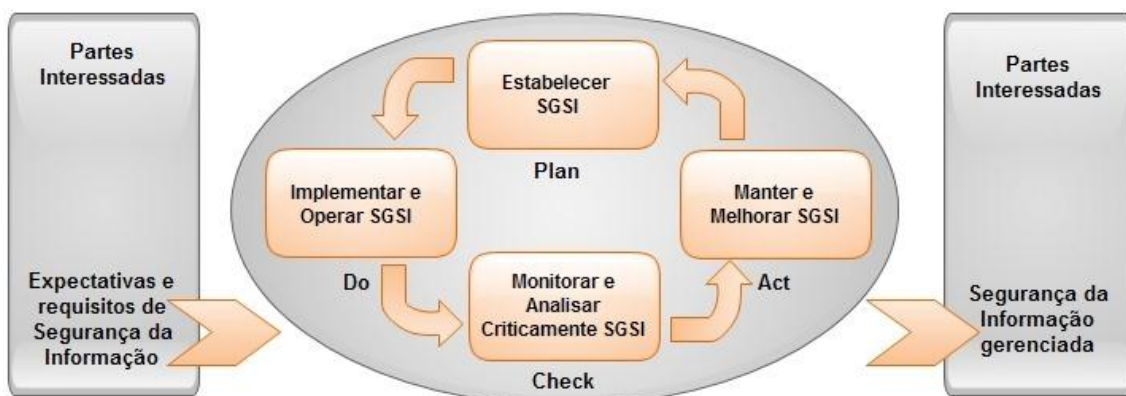 Partes
Interessadas
Expectativas e
requisitos de
Segurança da
Informação
Estabelecer
SGSI
Plan
Implementar e
Operar SGSI
Do
Monitorar e
Analisar
Criticamente SGSI
Check
Manter e
Melhorar SGSI
Act
Partes
Interessadas
Segurança da
Informação
gerenciada